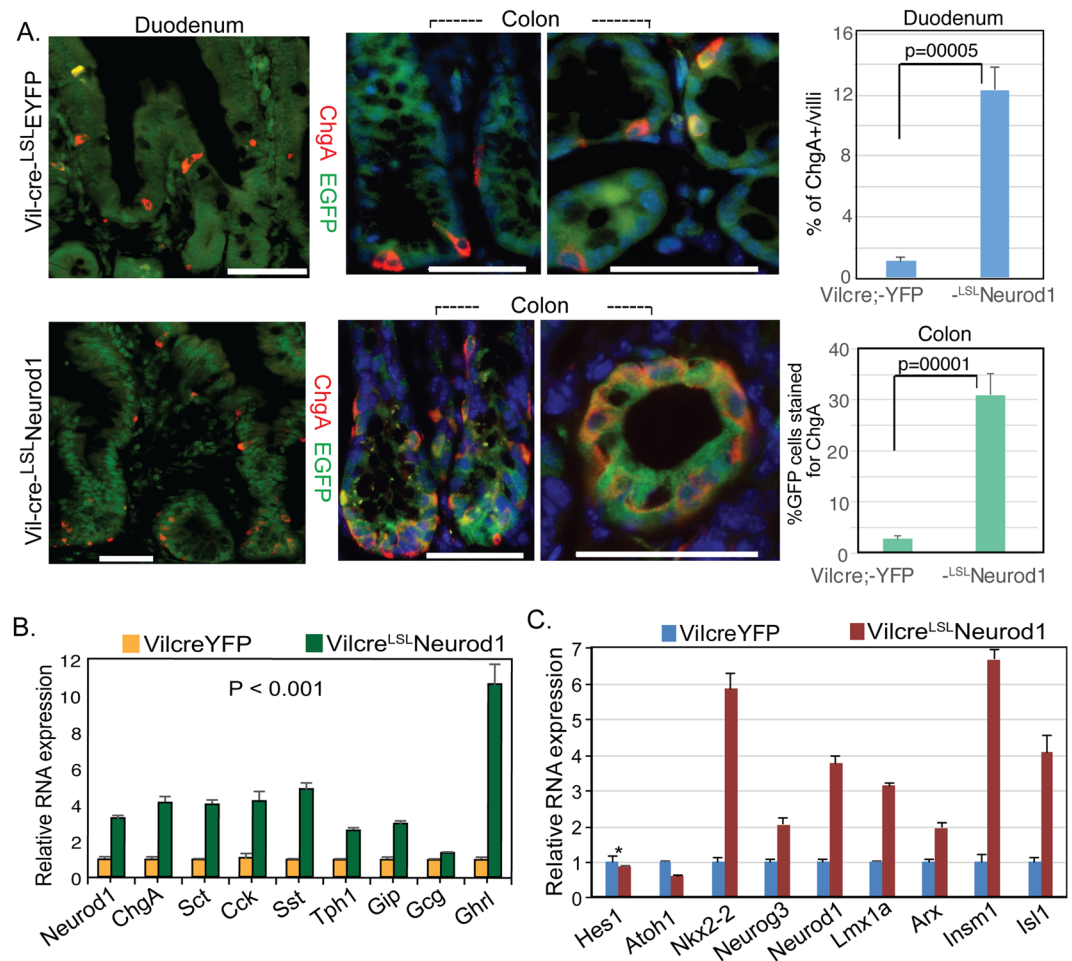 A.
Duodenum
Colon
Vil-cre-LSLEYFP
ChgA EGFP
Duodenum
p=00005
% of ChgA+/villi
16
12
8
4
0
Vilcre;-YFP
-LSLNeurod1
Colon
Vil-cre-LSL-Neurod1
ChgA EGFP
Colon
p=00001
%GFP cells stained
for ChgA
40
30
20
10
0
Vilcre;-YFP
-LSLNeurod1
B.
VilcreYFP
VilcreLSLNeurod1
P < 0.001
Relative RNA expression
12
10
8
6
4
2
0
Neurod1
ChgA
Sct
Cck
Sst
Tph1
Gip
Gcg
Ghrl
C.
VilcreYFP
VilcreLSLNeurod1
Relative RNA expression
7
6
5
4
3
2
1
0
*
Hes1
Atoh1
Nkx2-2
Neurog3
Neurod1
Lmx1a
Arx
Insm1
Isl1